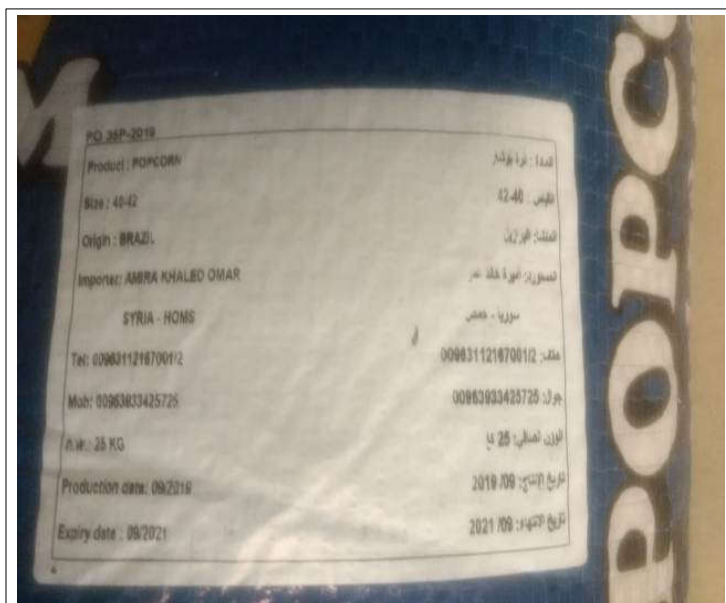 POPCO
PO 35P-2019
Product : POPCORN
المادة : ذرة بوشار
Size : 40-42
القياس : 40-42
Origin : BRAZIL
المنشأ: البرازيل
Importer: AMIRA KHALED OMAR
المستورد: أميرة خالد عمر
SYRIA - HOMS
سوريا - حمص
Tel: 00963112167001/2
هاتف: 00963112167001/2
Mob: 00963933425725
جوال: 00963933425725
n.w.: 25 KG
الوزن الصافي: 25 كغ
Production date: 09/2019
تاريخ الإنتاج: 09/ 2019
Expiry date : 09/2021
تاريخ الانتهاء: 09/ 2021